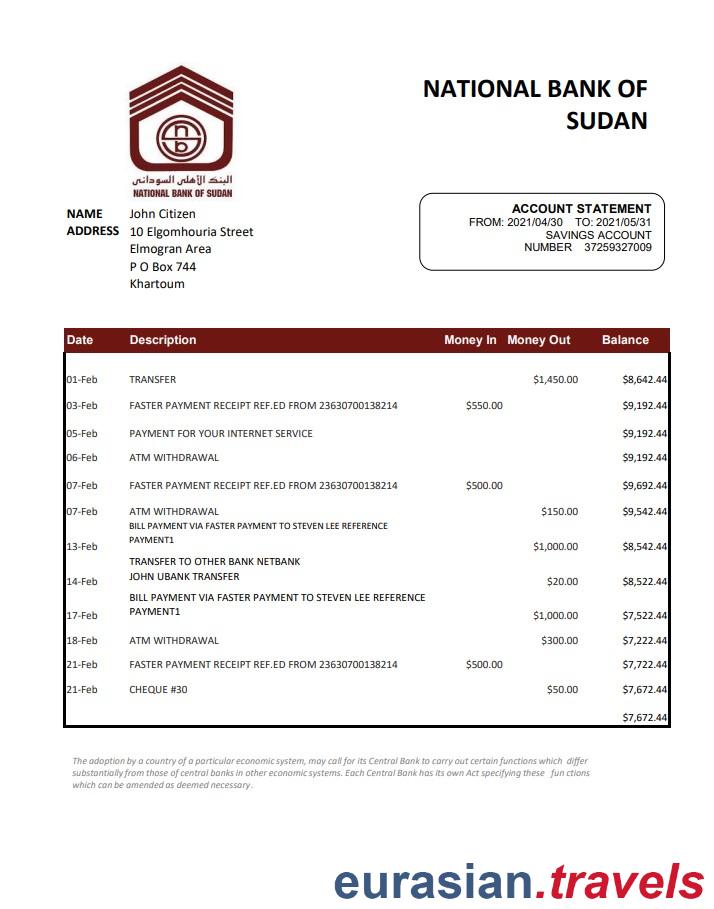 NATIONAL BANK OF
SUDAN
nb
البنك الأهلي السوداني
NATIONAL BANK OF SUDAN
NAME John Citizen
ADDRESS 10 Elgomhouria Street
Elmogran Area
P O Box 744
Khartoum
ACCOUNT STATEMENT
FROM: 2021/04/30 TO: 2021/05/31
SAVINGS ACCOUNT
NUMBER 37259327009
Date Description Money In Money Out Balance
01-Feb TRANSFER $1,450.00 $8,642.44
03-Feb FASTER PAYMENT RECEIPT REF.ED FROM 23630700138214 $550.00 $9,192.44
05-Feb PAYMENT FOR YOUR INTERNET SERVICE $9,192.44
06-Feb ATM WITHDRAWAL $9,192.44
07-Feb FASTER PAYMENT RECEIPT REF.ED FROM 23630700138214 $500.00 $9,692.44
07-Feb ATM WITHDRAWAL $150.00 $9,542.44
BILL PAYMENT VIA FASTER PAYMENT TO STEVEN LEE REFERENCE
PAYMENT1
13-Feb $1,000.00 $8,542.44
TRANSFER TO OTHER BANK NETBANK
JOHN UBANK TRANSFER
14-Feb $20.00 $8,522.44
BILL PAYMENT VIA FASTER PAYMENT TO STEVEN LEE REFERENCE
PAYMENT1
17-Feb $1,000.00 $7,522.44
18-Feb ATM WITHDRAWAL $300.00 $7,222.44
21-Feb FASTER PAYMENT RECEIPT REF.ED FROM 23630700138214 $500.00 $7,722.44
21-Feb CHEQUE #30 $50.00 $7,672.44
$7,672.44
The adoption by a country of a particular economic system, may call for its Central Bank to carry out certain functions which differ
substantially from those of central banks in other economic systems. Each Central Bank has its own Act specifying these fun ctions
which can be amended as deemed necessary.
eurasian.travels